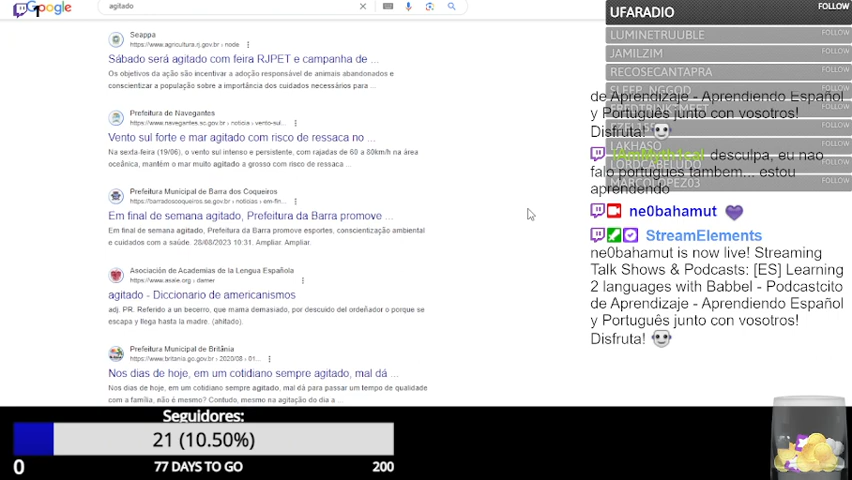 Google
agitado
Seappa
https://www.agricultura.rj.gov.br › node
Sábado será agitado com feira RJPET e campanha de ...
Os objetivos da ação são incentivar a adoção responsável de animais abandonados e
conscientizar a população sobre a importância dos cuidados necessários para ...
Prefeitura de Navegantes
https://www.navegantes.sc.gov.br › noticia › vento-sul...
Vento sul forte e mar agitado com risco de ressaca no ...
Na sexta-feira (19/06), o vento sul intenso e persistente, com rajadas de 60 a 80km/h na área
oceânica, mantém o mar muito agitado a grosso com risco de ressaca ...
Prefeitura Municipal de Barra dos Coqueiros
https://barradoscoqueiros.se.gov.br › noticias › em-fin...
Em final de semana agitado, Prefeitura da Barra promove ...
Em final de semana agitado, Prefeitura da Barra promove esportes, conscientização ambiental
e cuidados com a saúde. 28/08/2023 10:31. Ampliar. Ampliar.
Asociación de Academias de la Lengua Española
https://www.asale.org › damer
agitado - Diccionario de americanismos
adj. PR. Referido a un becerro, que mama demasiado, por descuido del ordeñador o porque se
escapa y llega hasta la madre. (ahitado).
Prefeitura Municipal de Britânia
https://www.britania.go.gov.br › 2020/08 › 01...
Nos dias de hoje, em um cotidiano sempre agitado, mal dá ...
Nos dias de hoje, em um cotidiano sempre agitado, mal dá para passar um tempo de qualidade
com a família, não é mesmo? Contudo, mesmo na agitação do dia a ...
UFARADIO FOLLOW
LUMINETRUUBLE FOLLOW
JAMILZIM FOLLOW
RECOSECANTAPRA FOLLOW
SLEEP_NGGOD FOLLOW
de Aprendizaje - Aprendiendo Español
y Português junto con vosotros!
Disfruta!
LAKHASO FOLLOW
LORDCABELUDO FOLLOW
MARCOLOPEZ03 FOLLOW
desculpa, eu nao
falo portugues tambem... estou
aprendendo
ne0bahamut
StreamElements
ne0bahamut is now live! Streaming
Talk Shows & Podcasts: [ES] Learning
2 languages with Babbel - Podcastcito
de Aprendizaje - Aprendiendo Español
y Português junto con vosotros!
Disfruta!
Seguidores:
21 (10.50%)
0 77 DAYS TO GO 200